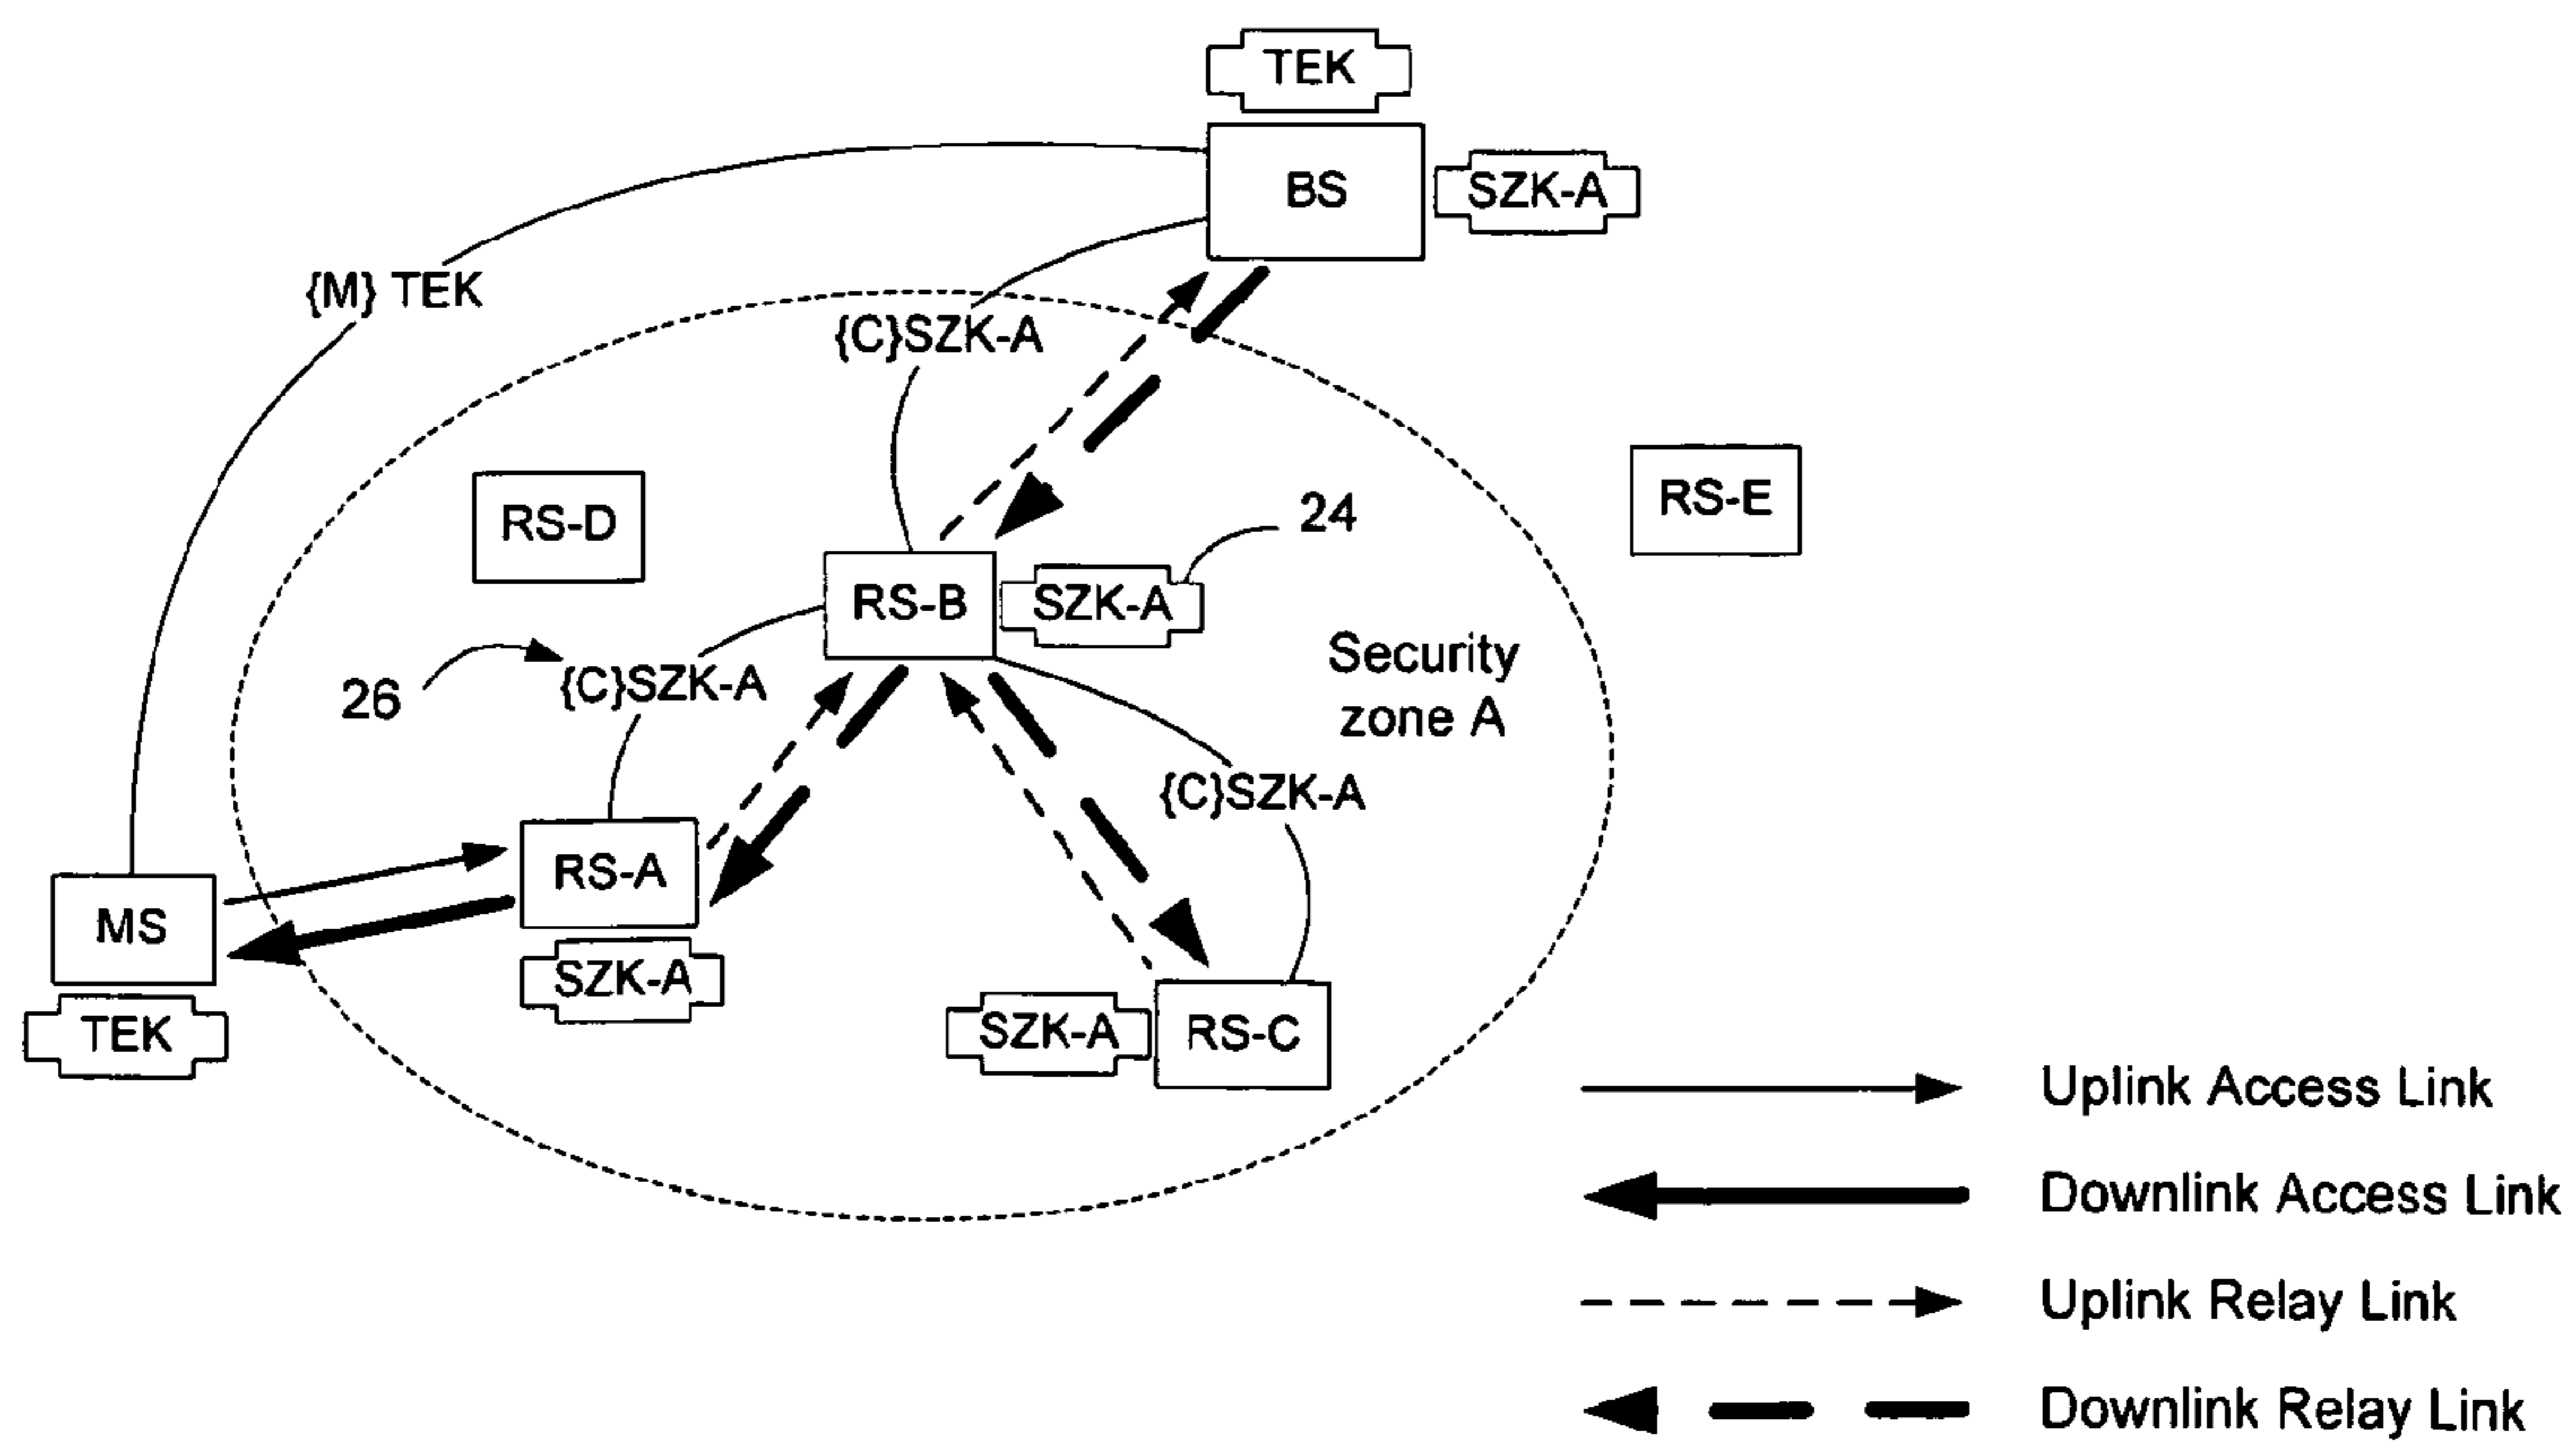 TEK
BS
SZK-A
{M} TEK
{C}SZK-A
RS-D
24
RS-E
RS-B
SZK-A
26
{C}SZK-A
Security
zone A
{C}SZK-A
RS-A
MS
SZK-A
TEK
SZK-A
RS-C
Uplink Access Link
Downlink Access Link
Uplink Relay Link
Downlink Relay Link